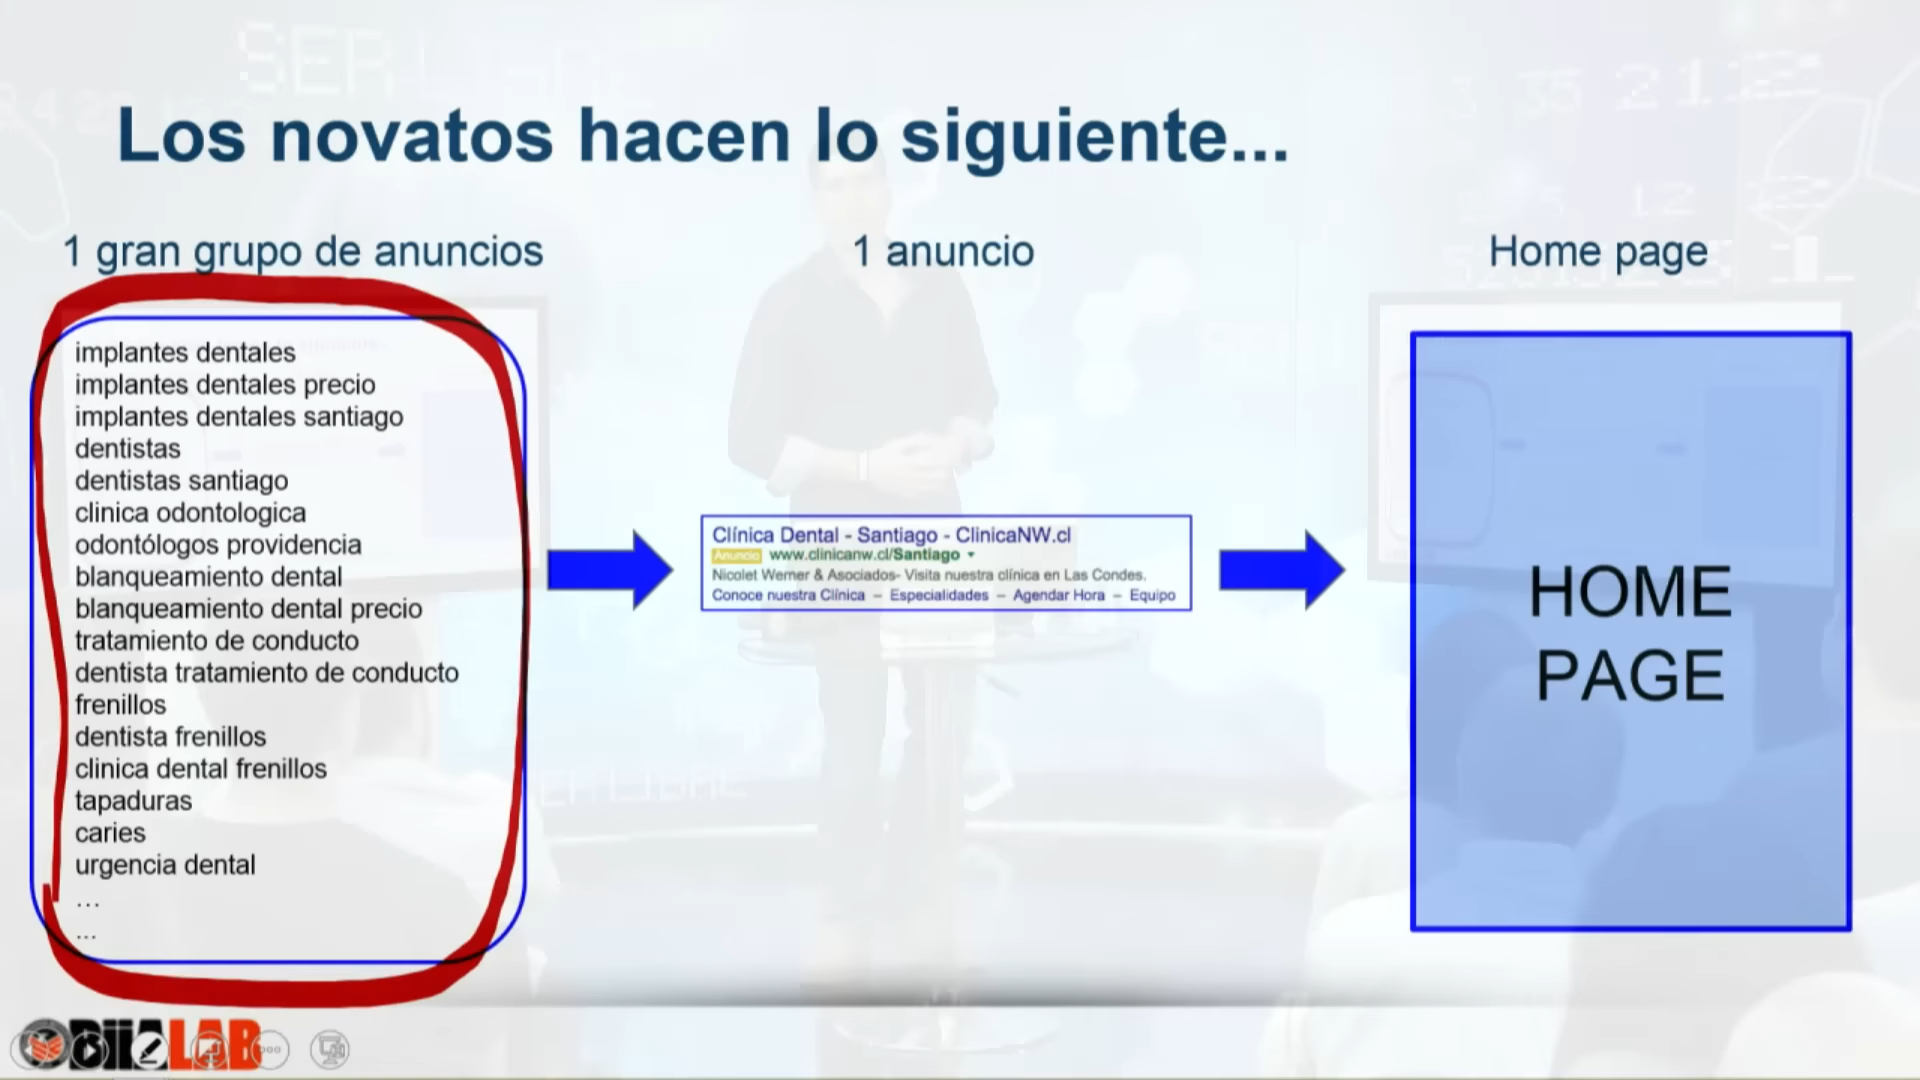 Los novatos hacen lo siguiente...
1 gran grupo de anuncios
1 anuncio
Home page
implantes dentales
implantes dentales precio
implantes dentales santiago
dentistas
dentistas santiago
clinica odontologica
odontólogos providencia
blanqueamiento dental
blanqueamiento dental precio
tratamiento de conducto
dentista tratamiento de conducto
frenillos
dentista frenillos
clinica dental frenillos
tapaduras
caries
urgencia dental
...
...
Clínica Dental - Santiago - ClinicaNW.cl
Anuncio www.clinicanw.cl/Santiago
Nicolet Werner & Asociados- Visita nuestra clínica en Las Condes.
Conoce nuestra Clínica – Especialidades – Agendar Hora – Equipo
HOME
PAGE
BiiALAB